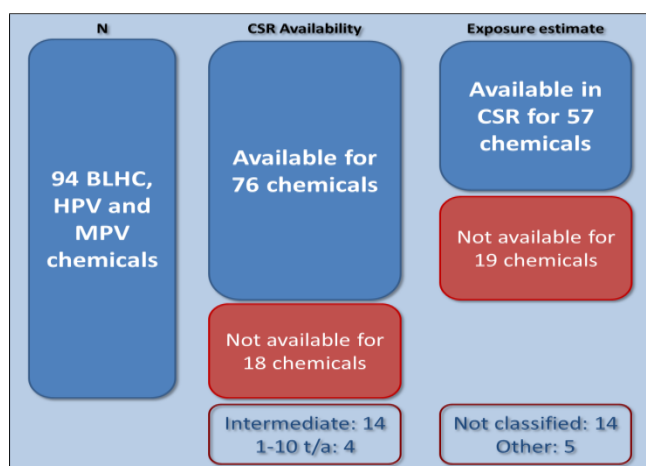 N
CSR Availability
Exposure estimate
94 BLHC,
HPV and
MPV
chemicals
Available for
76 chemicals
Not available for
18 chemicals
Intermediate: 14
1-10 t/a: 4
Available in
CSR for 57
chemicals
Not available for
19 chemicals
Not classified: 14
Other: 5